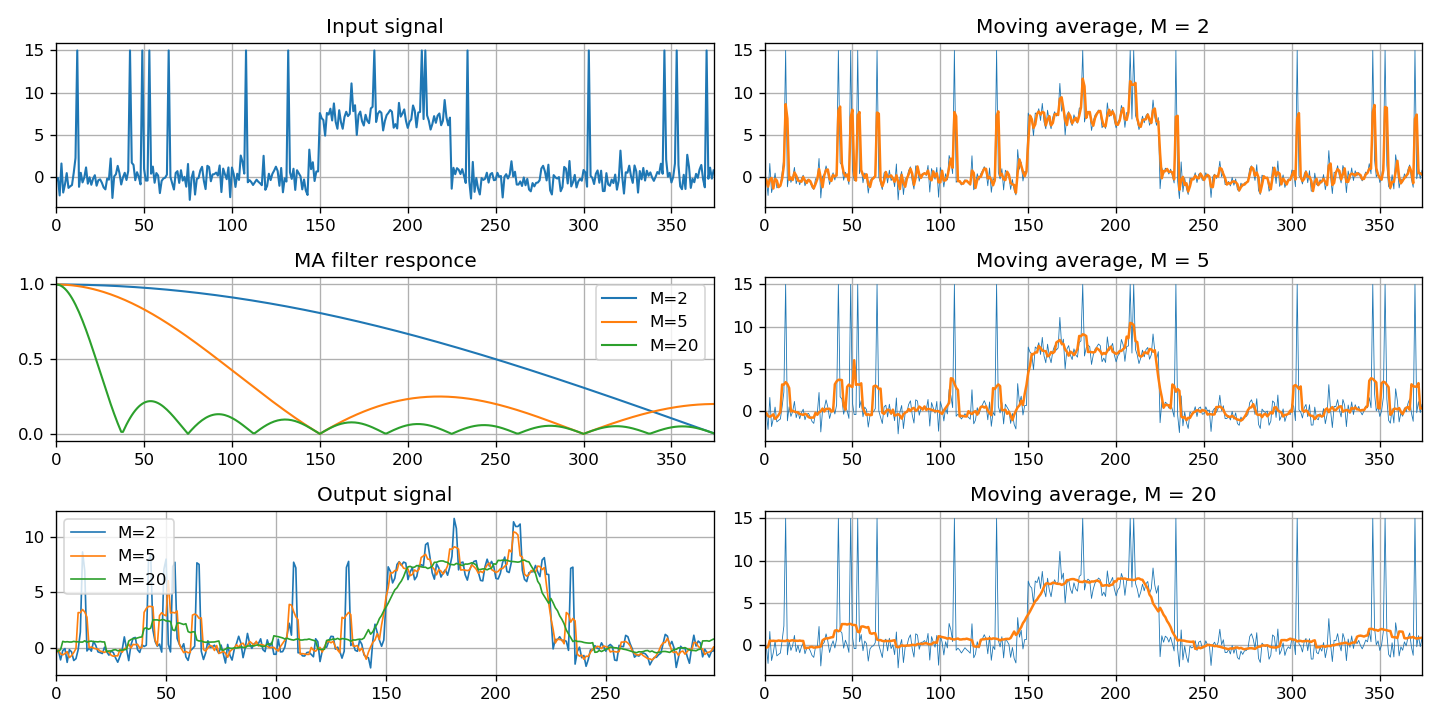 Input signal
15
10
5
0
0 50 100 150 200 250 300 350
Moving average, M = 2
15
10
5
0
0 50 100 150 200 250 300 350
MA filter responce
1.0
0.5
0.0
M=2
M=5
M=20
0 50 100 150 200 250 300 350
Moving average, M = 5
15
10
5
0
0 50 100 150 200 250 300 350
Output signal
10
5
0
M=2
M=5
M=20
0 50 100 150 200 250
Moving average, M = 20
15
10
5
0
0 50 100 150 200 250 300 350